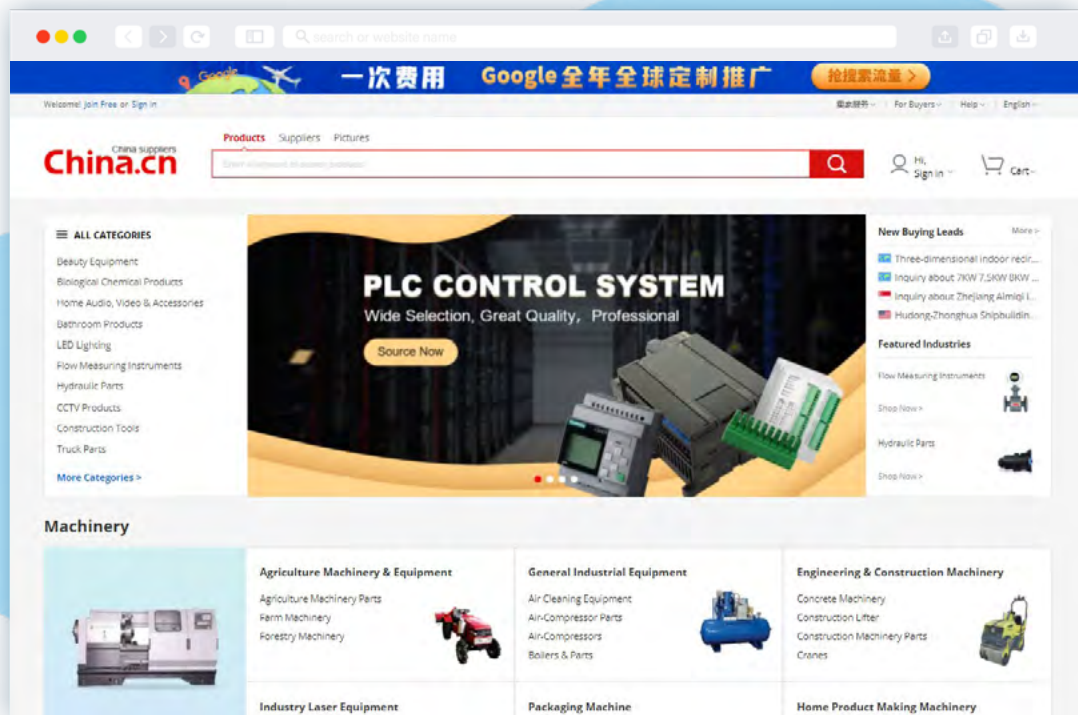 search or website name
Google
一次费用 Google全年全球定制推广 抢搜索流量 >
Welcome! Join Free or Sign in
For Buyers Help English
Products Suppliers Pictures
China suppliers
China.cn
Hi,
Sign in
Cart
ALL CATEGORIES
Beauty Equipment
Biological Chemical Products
Home Audio, Video & Accessories
Bathroom Products
LED Lighting
Flow Measuring Instruments
Hydraulic Parts
CCTV Products
Construction Tools
Truck Parts
More Categories >
PLC CONTROL SYSTEM
Wide Selection, Great Quality, Professional
Source Now
New Buying Leads More >
Three-dimensional indoor recir...
Inquiry about 7KW 7.5KW 8KW ...
Inquiry about Zhejiang Almiqi I...
Hudong-Zhonghua Shipbuildin...
Featured Industries
Flow Measuring Instruments
Shop Now >
Hydraulic Parts
Shop Now >
Machinery
Agriculture Machinery & Equipment
Agriculture Machinery Parts
Farm Machinery
Forestry Machinery
General Industrial Equipment
Air Cleaning Equipment
Air-Compressor Parts
Air-Compressors
Boilers & Parts
Engineering & Construction Machinery
Concrete Machinery
Construction Lifter
Construction Machinery Parts
Cranes
Industry Laser Equipment
Packaging Machine
Home Product Making Machinery